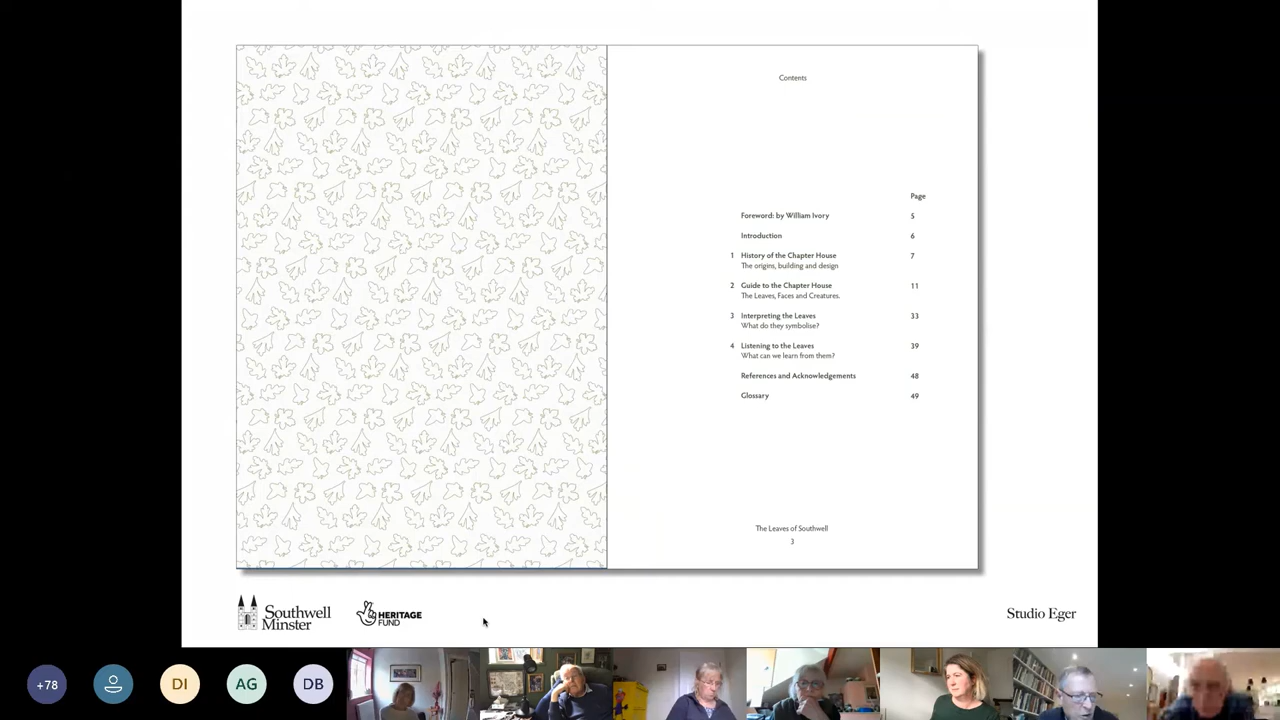 Contents
Page
Foreword: by William Ivory 5
Introduction 6
1 History of the Chapter House 7
The origins, building and design
2 Guide to the Chapter House 11
The Leaves, Faces and Creatures.
3 Interpreting the Leaves 33
What do they symbolise?
4 Listening to the Leaves 39
What can we learn from them?
References and Acknowledgements 48
Glossary 49
The Leaves of Southwell
3
Southwell
Minster
HERITAGE
FUND
Studio Eger
+78
DI
AG
DB